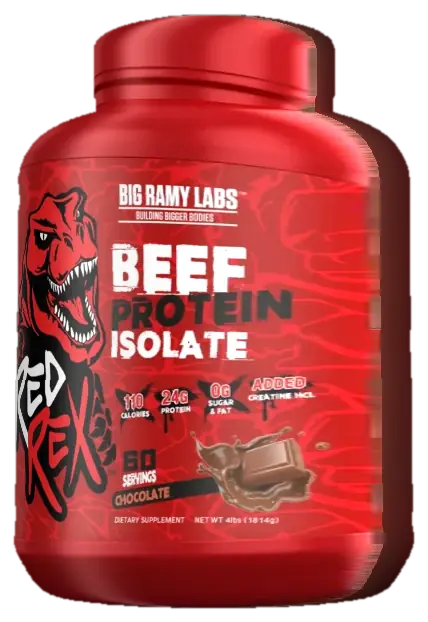 BIG RAMY LABS™
BUILDING BIGGER BODIES
BEEF
PROTEIN
ISOLATE
RED
REX
110
CALORIES
24G
PROTEIN
0G
SUGAR
& FAT
ADDED
CREATINE HCL
60
SERVINGS
CHOCOLATE
DIETARY SUPPLEMENT NET WT 4lbs (1814g)